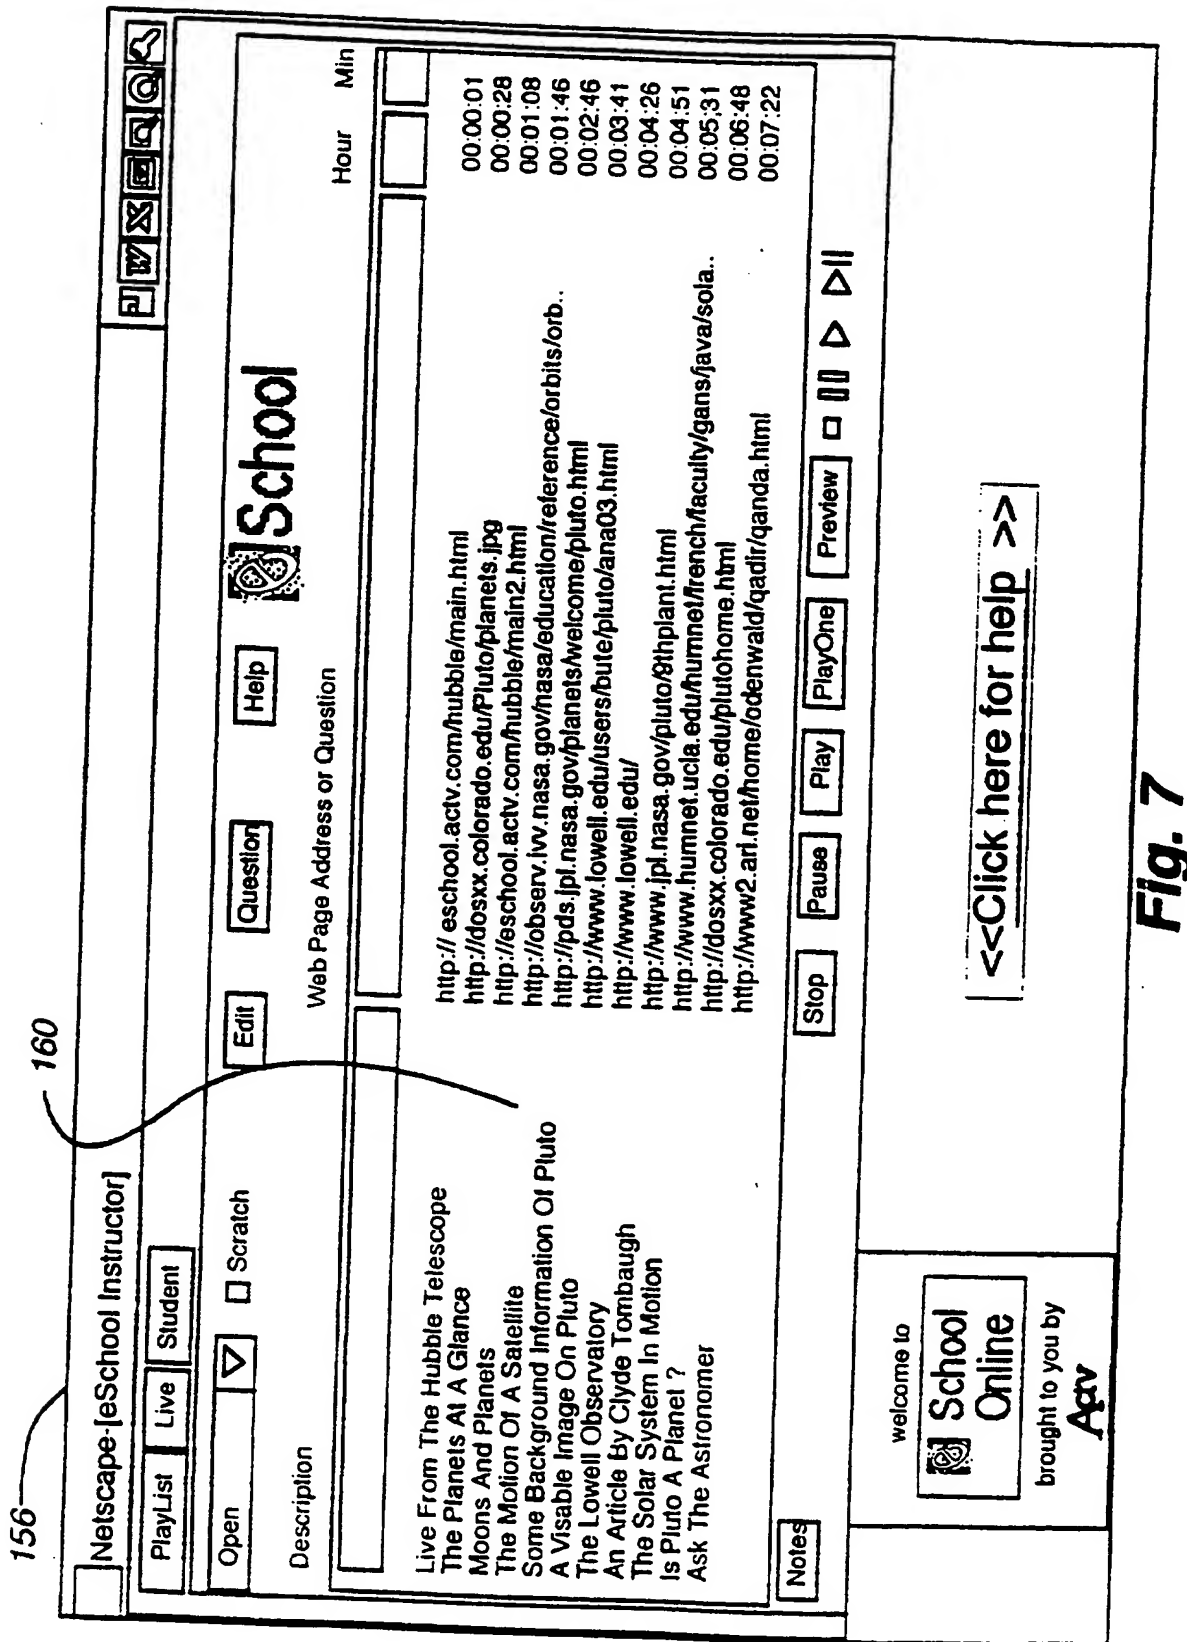 156
160
Netscape-[eSchool Instructor]
PlayList Live Student
Open Scratch Edit Question Help School
Description Web Page Address or Question Hour Min
Live From The Hubble Telescope http:// eschool.actv.com/hubble/main.html 00:00:01
The Planets At A Glance http://dosxx.colorado.edu/Pluto/planets.jpg 00:00:28
Moons And Planets http://eschool.actv.com/hubble/main2.html 00:01:08
The Motion Of A Satellite http://observ.ivv.nasa.gov/nasa/education/reference/orbits/orb.. 00:01:46
Some Background Information Of Pluto http://pds.jpl.nasa.gov/planets/welcome/pluto.html 00:02:46
A Visable Image On Pluto http://www.lowell.edu/users/bute/pluto/ana03.html 00:03:41
The Lowell Observatory http://www.lowell.edu/ 00:04:26
An Article By Clyde Tombaugh http://www.jpl.nasa.gov/pluto/9thplant.html 00:04:51
The Solar System In Motion http://www.humnet.ucla.edu/humnet/french/faculty/gans/java/sola.. 00:05;31
Is Pluto A Planet ? http://dosxx.colorado.edu/plutohome.html 00:06:48
Ask The Astronomer http://www2.ari.net/home/odenwald/qadir/qanda.html 00:07:22
Notes Stop Pause Play PlayOne Preview
welcome to
School
Online
brought to you by
Actv
<<Click here for help >>
Fig. 7